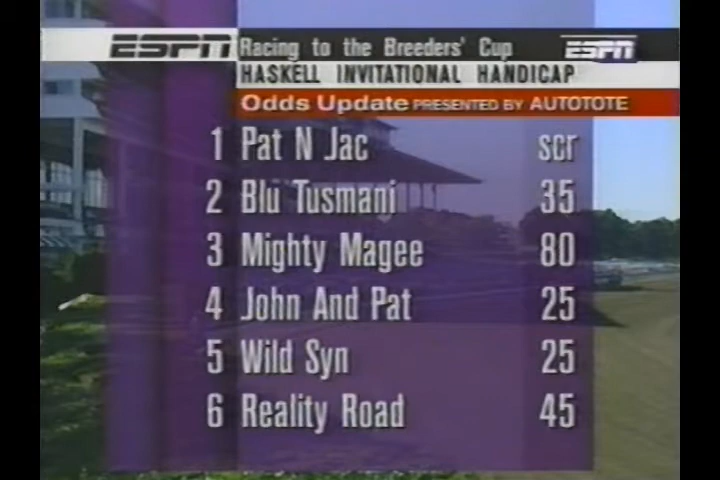 ESPN Racing to the Breeders' Cup ESPN
HASKELL INVITATIONAL HANDICAP
Odds Update PRESENTED BY AUTOTOTE
1 Pat N Jac scr
2 Blu Tusmani 35
3 Mighty Magee 80
4 John And Pat 25
5 Wild Syn 25
6 Reality Road 45